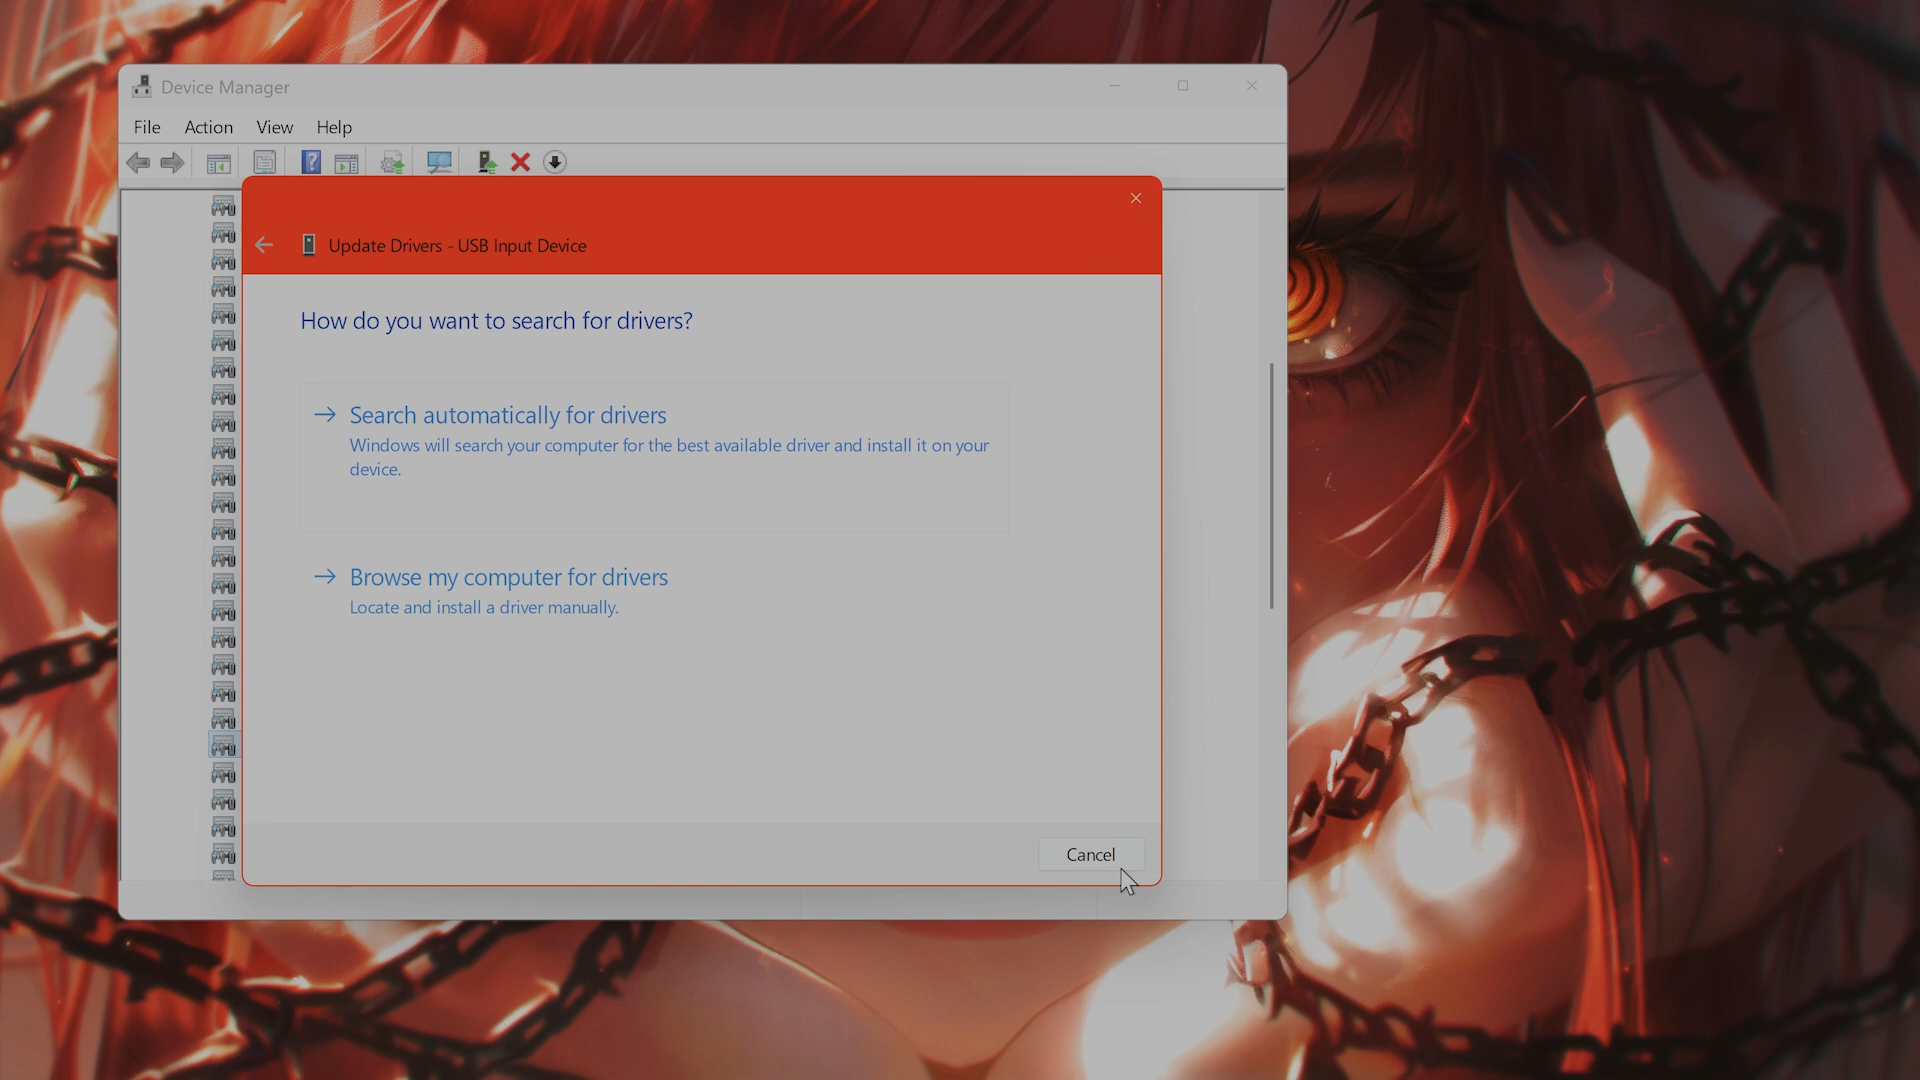 Device Manager
File Action View Help
Update Drivers - USB Input Device
How do you want to search for drivers?
Search automatically for drivers
Windows will search your computer for the best available driver and install it on your
device.
Browse my computer for drivers
Locate and install a driver manually.
Cancel